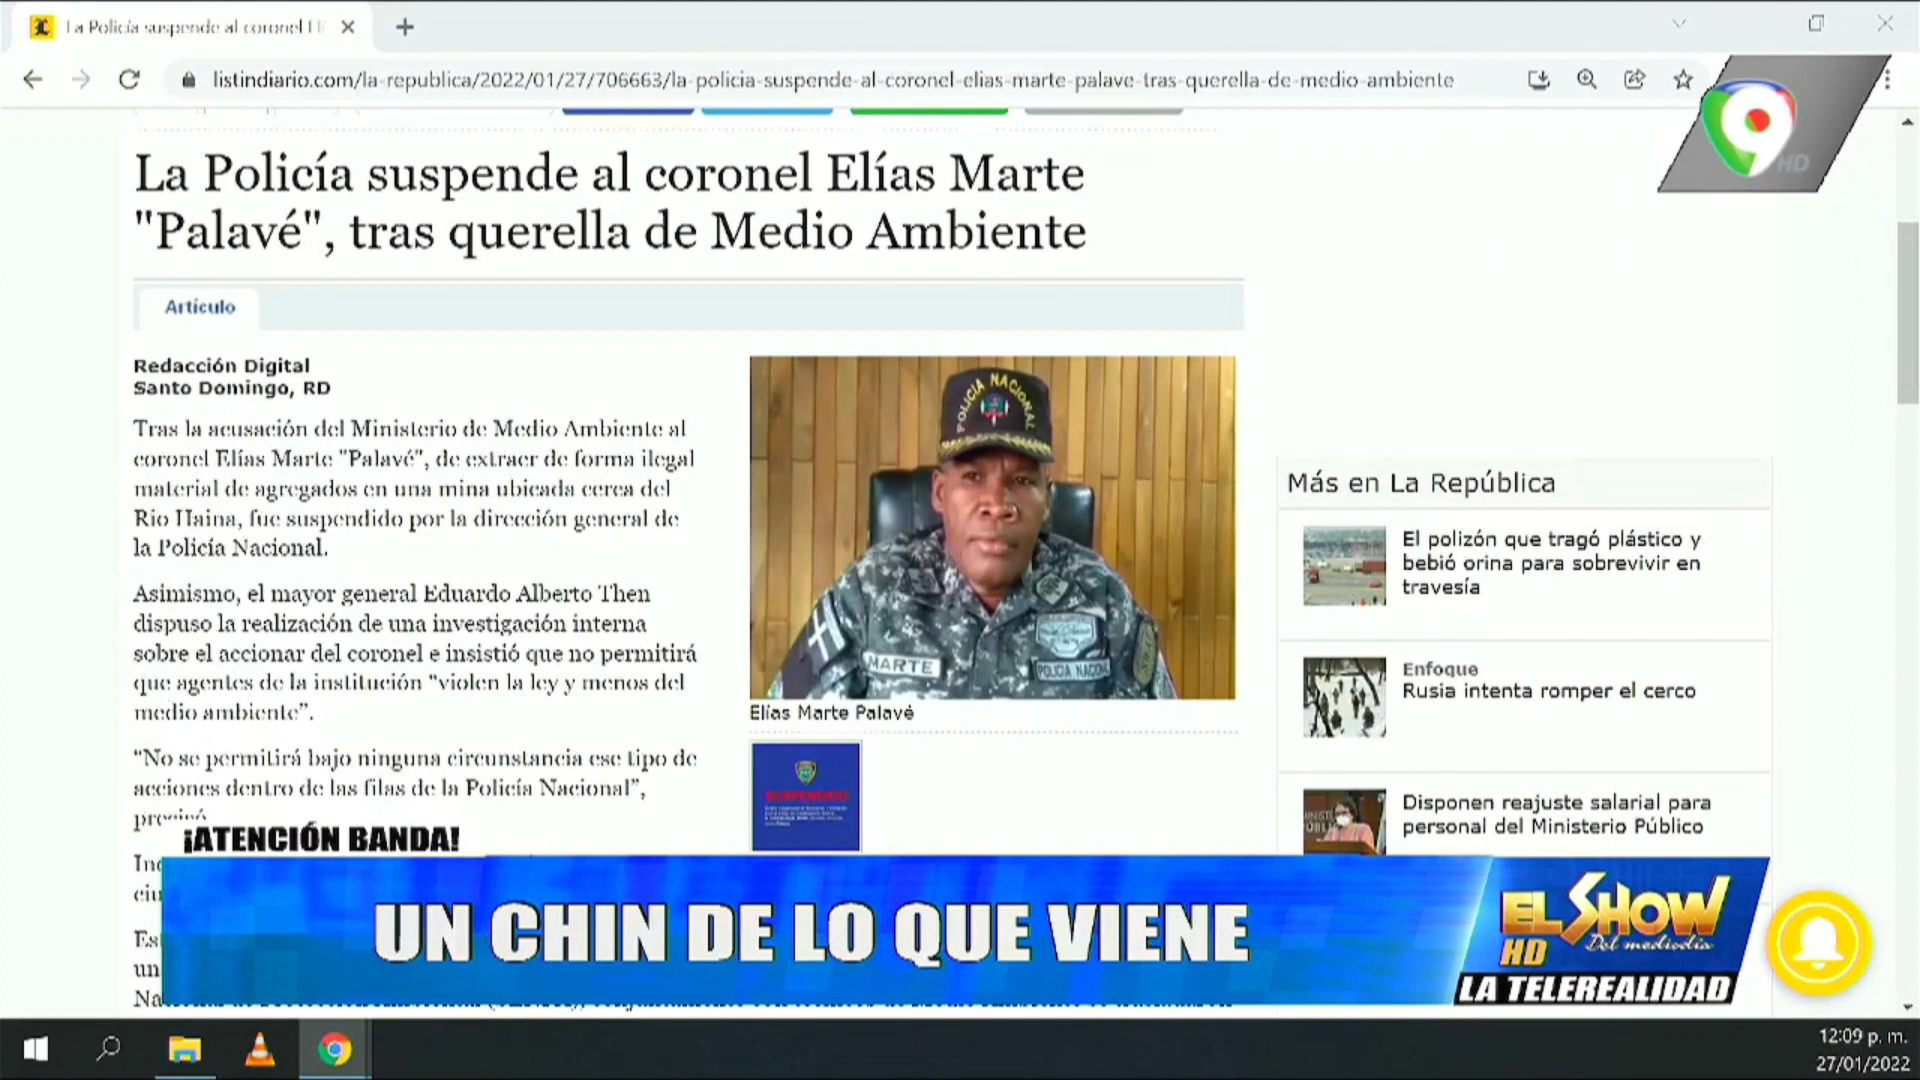 La Policía suspende al coronel El
listindiario.com/la-republica/2022/01/27/706663/la-policia-suspende-al-coronel-elias-marte-palave-tras-querella-de-medio-ambiente
9
HD
La Policía suspende al coronel Elías Marte
"Palavé", tras querella de Medio Ambiente
Artículo
Redacción Digital
Santo Domingo, RD
Tras la acusación del Ministerio de Medio Ambiente al
coronel Elías Marte "Palavé", de extraer de forma ilegal
material de agregados en una mina ubicada cerca del
Río Haina, fue suspendido por la dirección general de
la Policía Nacional.
Asimismo, el mayor general Eduardo Alberto Then
dispuso la realización de una investigación interna
sobre el accionar del coronel e insistió que no permitirá
que agentes de la institución “violen la ley y menos del
medio ambiente”.
“No se permitirá bajo ninguna circunstancia ese tipo de
acciones dentro de las filas de la Policía Nacional”,
precisó
POLICIA NACIONAL
MARTE
POLICIA NACIONAL
Elías Marte Palavé
SUSPENDIDO
Más en La República
El polizón que tragó plástico y
bebió orina para sobrevivir en
travesía
Enfoque
Rusia intenta romper el cerco
Disponen reajuste salarial para
personal del Ministerio Público
¡ATENCIÓN BANDA!
UN CHIN DE LO QUE VIENE
EL SHOW
HD Del mediodía
LA TELEREALIDAD
12:09 p. m.
27/01/2022